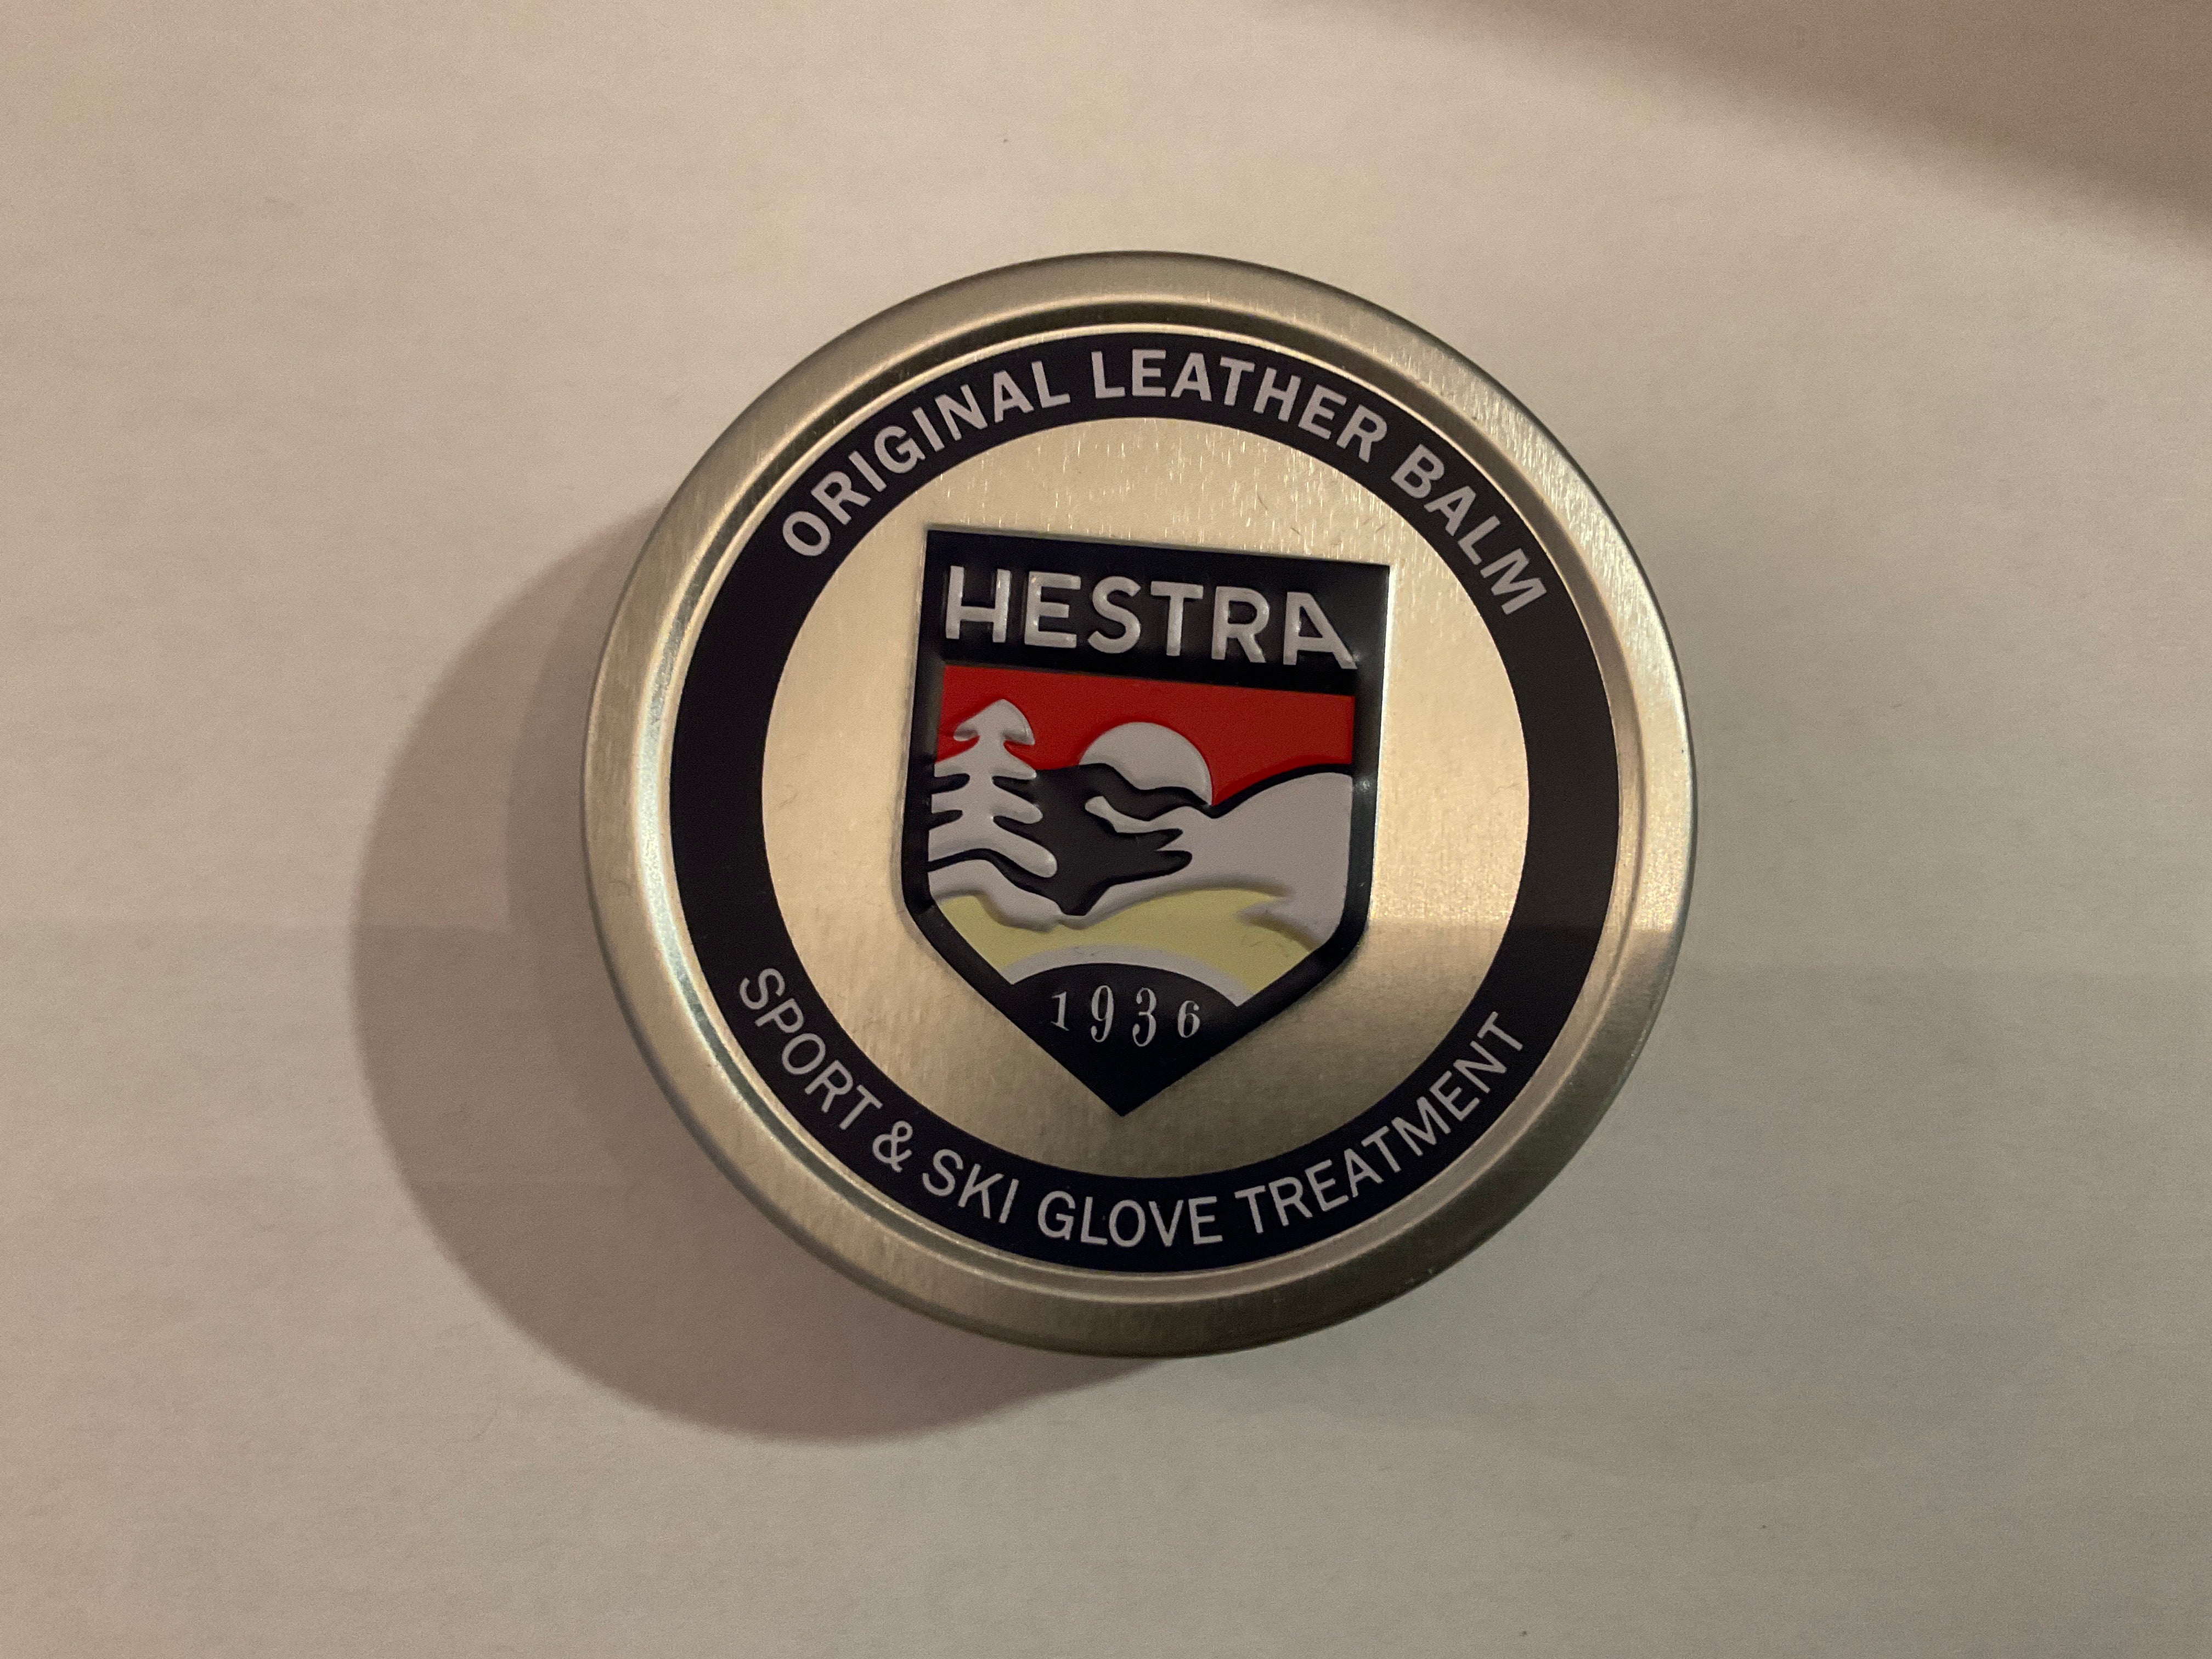 ORIGINAL LEATHER BALM
HESTRA
1936
SPORT & SKI GLOVE TREATMENT